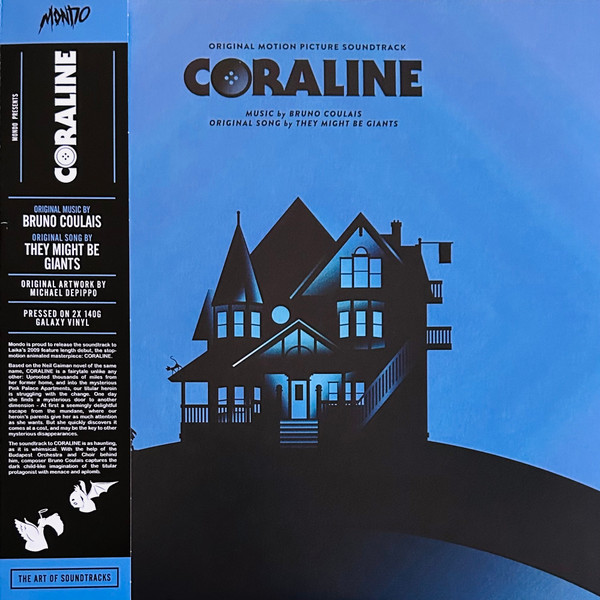 MONDO
MONDO PRESENTS
CORALINE
ORIGINAL MUSIC BY
BRUNO COULAIS
ORIGINAL SONG BY
THEY MIGHT BE
GIANTS
ORIGINAL ARTWORK BY
MICHAEL DEPIPPO
PRESSED ON 2X 140G
GALAXY VINYL
Mondo is proud to release the soundtrack to
Laika's 2009 feature length debut, the stop-
motion animated masterpiece: CORALINE.
Based on the Neil Gaiman novel of the same
name, CORALINE is a fairytale unlike any
other: Uprooted thousands of miles from
her former home, and into the mysterious
Pink Palace Apartments, our titular heroin
is struggling with the change. One day
she finds a mysterious door to another
dimension - At first a seemingly delightful
escape from the mundane, where our
heroin's parents give her as much attention
as she wants. But she quickly discovers it
comes at a cost, and may be the key to other
mysterious disappearances.
The soundtrack to CORALINE is as haunting,
as it is whimsical. With the help of the
Budapest Orchestra and Choir behind
him, composer Bruno Coulais captures the
dark child-like imagination of the titular
protagonist with menace and aplomb.
THE ART OF SOUNDTRACKS
ORIGINAL MOTION PICTURE SOUNDTRACK
CORALINE
MUSIC by BRUNO COULAIS
ORIGINAL SONG by THEY MIGHT BE GIANTS